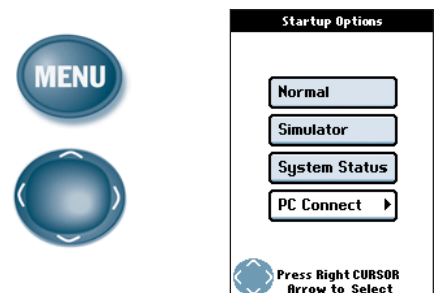 MENU
Startup Options
Normal
Simulator
System Status
PC Connect
Press Right CURSOR
Arrow to Select